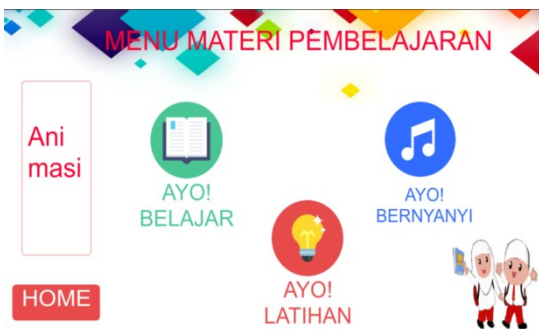 MENU MATERI PEMBELAJARAN
Ani
masi
AYO!
BELAJAR
AYO!
BERNYANYI
AYO!
LATIHAN
HOME